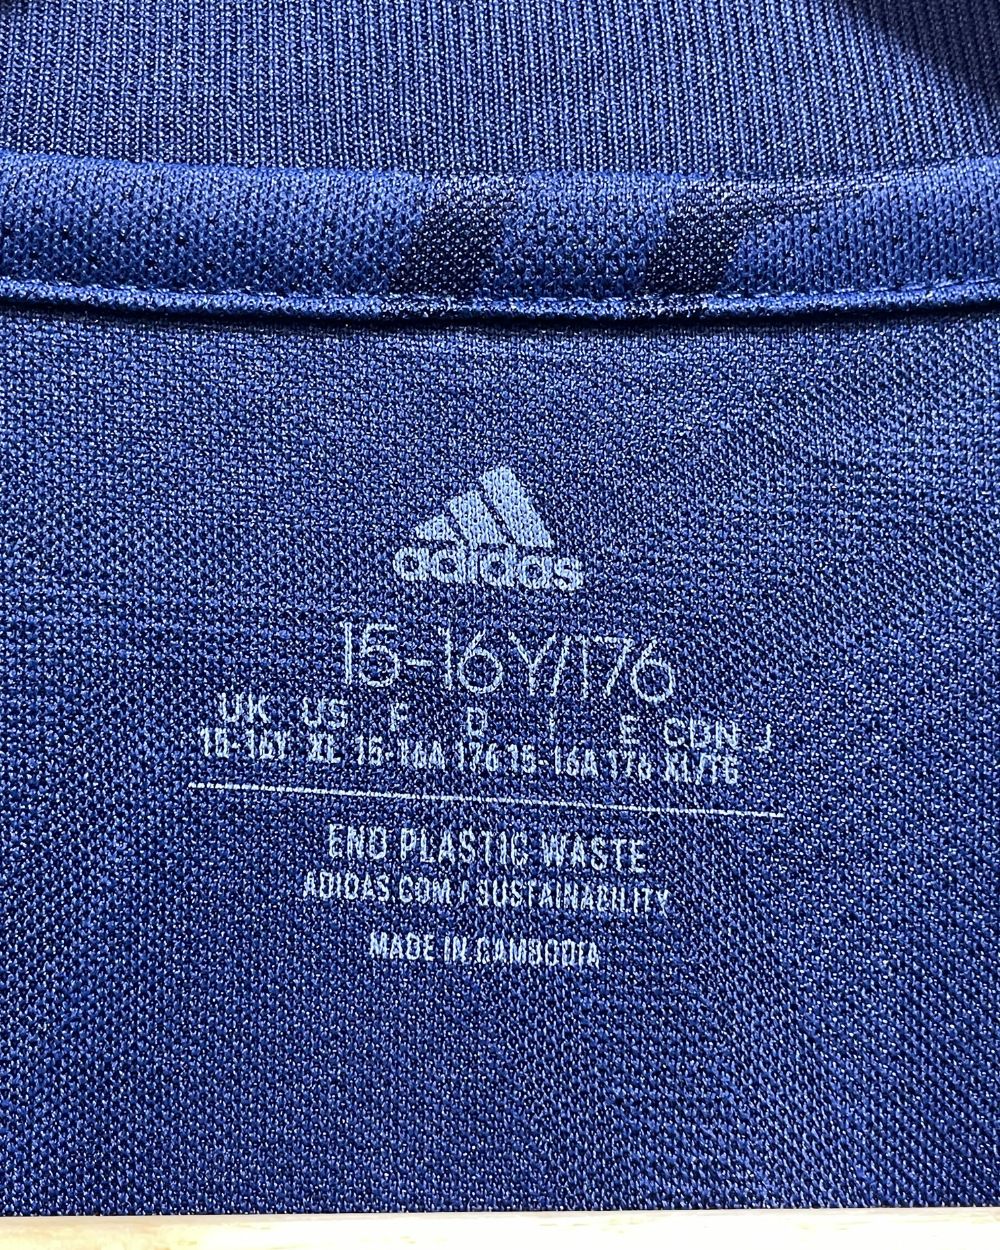 adidas
15-16Y/176
UK US F D I E CDN J
15-16Y XL 15-16A 176 15-16A 176 XL/TG
END PLASTIC WASTE
ADIDAS.COM / SUSTAINABILITY
MADE IN CAMBODIA